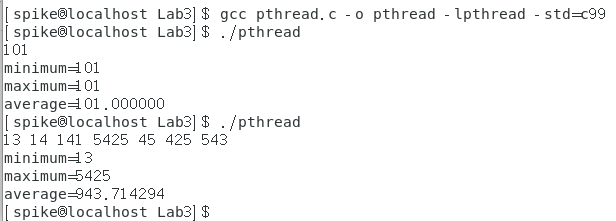 [spike@localhost Lab3]$ gcc pthread.c -o pthread -lpthread -std=c99
[spike@localhost Lab3]$ ./pthread
101
minimum=101
maximum=101
average=101.000000
[spike@localhost Lab3]$ ./pthread
13 14 141 5425 45 425 543
minimum=13
maximum=5425
average=943.714294
[spike@localhost Lab3]$